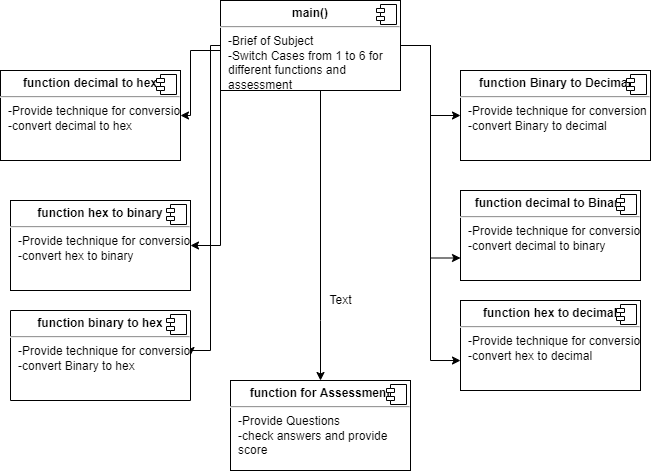 main()
-Brief of Subject
-Switch Cases from 1 to 6 for
different functions and
assessment
function decimal to hex
-Provide technique for conversio
-convert decimal to hex
function Binary to Decimal
-Provide technique for conversion
-convert Binary to decimal
function hex to binary
-Provide technique for conversio
-convert hex to binary
function decimal to Binar
-Provide technique for conversio
-convert decimal to binary
Text
function binary to hex
-Provide technique for conversio
-convert Binary to hex
function hex to decimal
-Provide technique for conversio
-convert hex to decimal
function for Assessmen
-Provide Questions
-check answers and provide
score